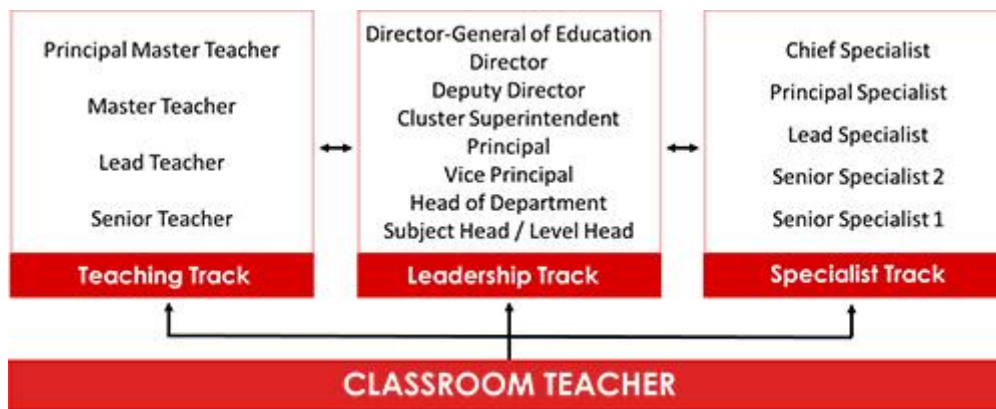 Principal Master Teacher
Master Teacher
Lead Teacher
Senior Teacher
Teaching Track
Director-General of Education
Director
Deputy Director
Cluster Superintendent
Principal
Vice Principal
Head of Department
Subject Head / Level Head
Leadership Track
Chief Specialist
Principal Specialist
Lead Specialist
Senior Specialist 2
Senior Specialist 1
Specialist Track
CLASSROOM TEACHER